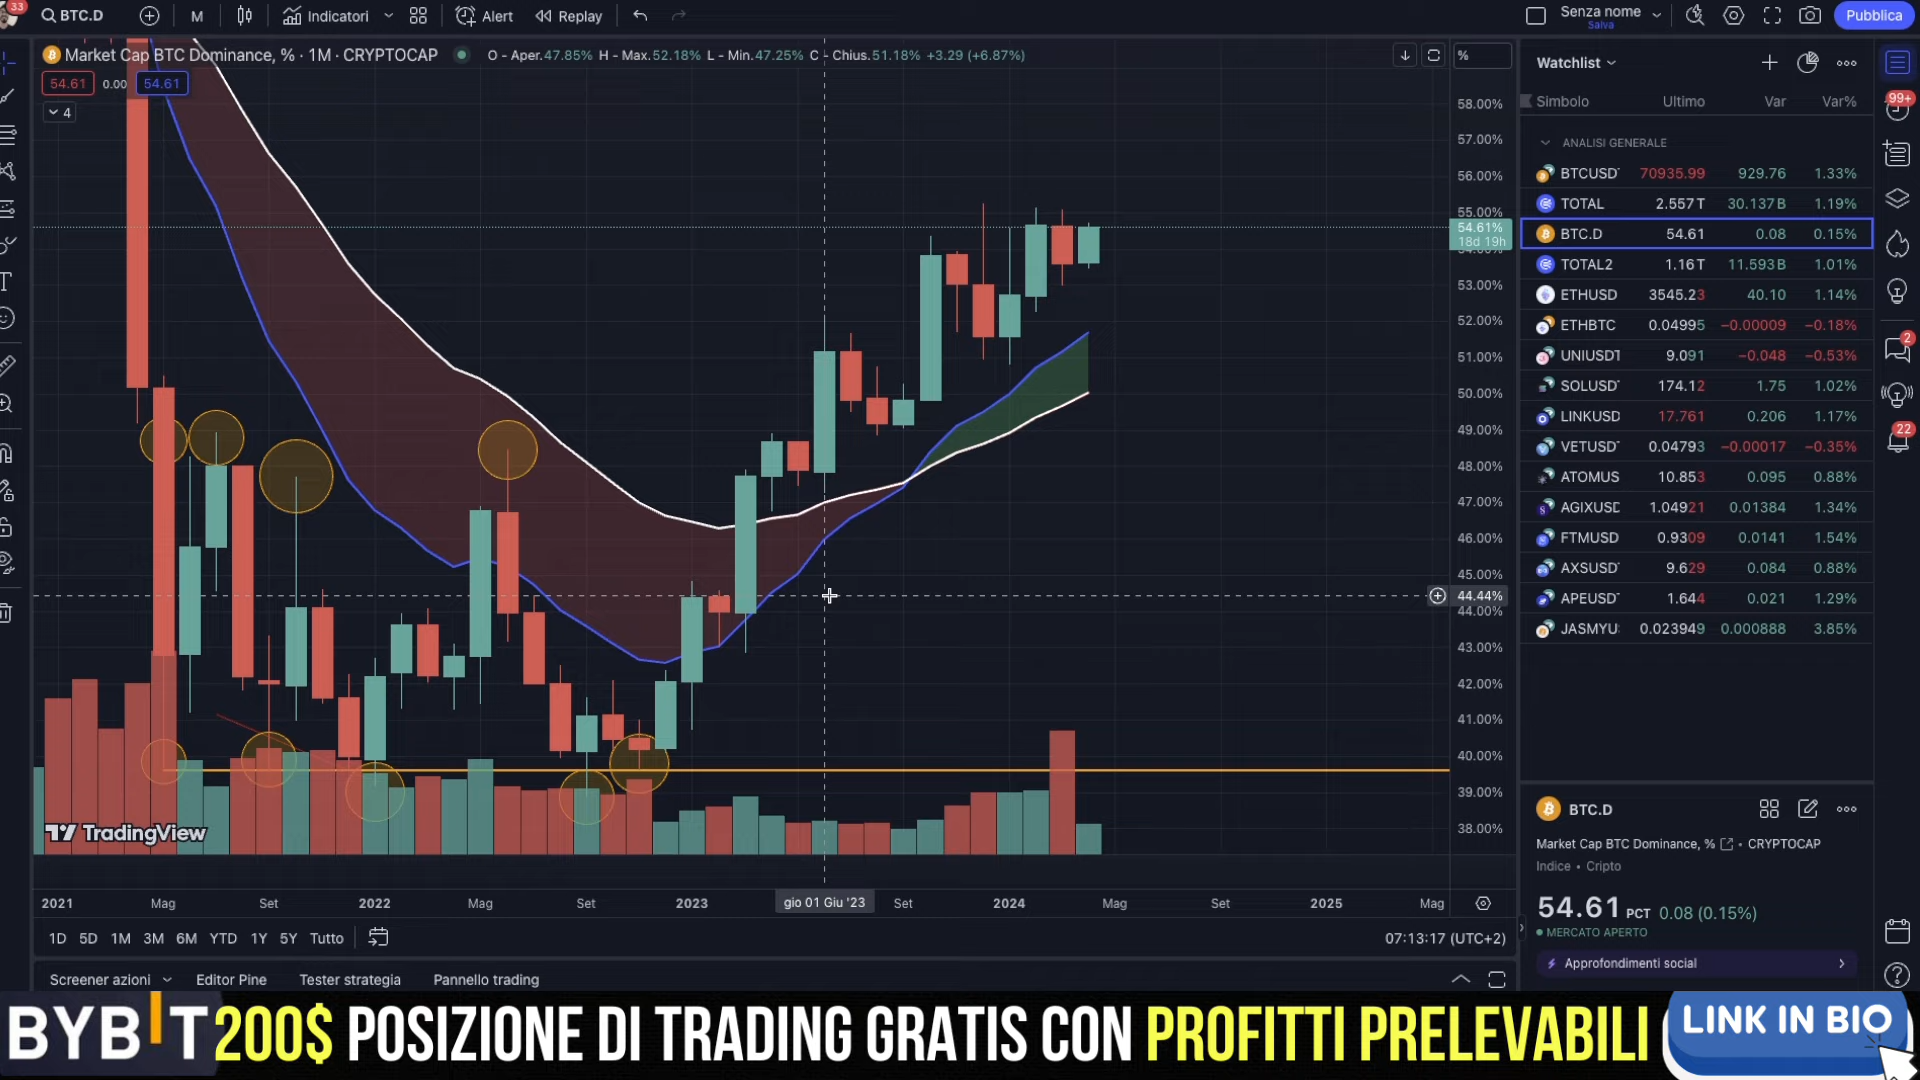 33
BTC.D
M
Indicatori
Alert
Replay
Senza nome
Salva
Pubblica
Market Cap BTC Dominance, % · 1M · CRYPTOCAP
O - Aper.47.85% H - Max.52.18% L - Min.47.25% C - Chius.51.18% +3.29 (+6.87%)
54.61 0.00 54.61
4
%
58.00%
57.00%
56.00%
55.00%
54.61%
18d 19h
53.00%
52.00%
51.00%
50.00%
49.00%
48.00%
47.00%
46.00%
45.00%
44.44%
44.00%
43.00%
42.00%
41.00%
40.00%
39.00%
38.00%
TradingView
2021 Mag Set 2022 Mag Set 2023 gio 01 Giu '23 Set 2024 Mag Set 2025 Mag
1D 5D 1M 3M 6M YTD 1Y 5Y Tutto
07:13:17 (UTC+2)
Screener azioni Editor Pine Tester strategia Pannello trading
Watchlist
Simbolo Ultimo Var Var%
ANALISI GENERALE
BTCUSD 70935.99 929.76 1.33%
TOTAL 2.557T 30.137B 1.19%
BTC.D 54.61 0.08 0.15%
TOTAL2 1.16T 11.593B 1.01%
ETHUSD 3545.23 40.10 1.14%
ETHBTC 0.04995 −0.00009 −0.18%
UNIUSDT 9.091 −0.048 −0.53%
SOLUSD 174.12 1.75 1.02%
LINKUSD 17.761 0.206 1.17%
VETUSD 0.04793 −0.00017 −0.35%
ATOMUS 10.853 0.095 0.88%
AGIXUSD 1.04921 0.01384 1.34%
FTMUSD 0.9309 0.0141 1.54%
AXSUSD 9.629 0.084 0.88%
APEUSD 1.644 0.021 1.29%
JASMYU 0.023949 0.000888 3.85%
99+
2
22
BTC.D
Market Cap BTC Dominance, % • CRYPTOCAP
Indice • Cripto
54.61 PCT 0.08 (0.15%)
MERCATO APERTO
Approfondimenti social
BYBIT 200$ POSIZIONE DI TRADING GRATIS CON PROFITTI PRELEVABILI
LINK IN BIO